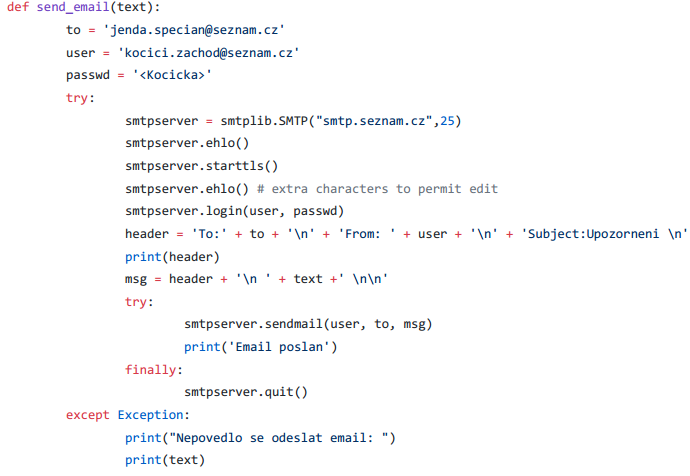 def send_email(text):
to = 'jenda.specian@seznam.cz'
user = 'kocici.zachod@seznam.cz'
passwd = '<Kocicka>'
try:
smtpserver = smtplib.SMTP("smtp.seznam.cz",25)
smtpserver.ehlo()
smtpserver.starttls()
smtpserver.ehlo() # extra characters to permit edit
smtpserver.login(user, passwd)
header = 'To:' + to + '\n' + 'From: ' + user + '\n' + 'Subject:Upozorneni \n'
print(header)
msg = header + '\n ' + text +' \n\n'
try:
smtpserver.sendmail(user, to, msg)
print('Email poslan')
finally:
smtpserver.quit()
except Exception:
print("Nepovedlo se odeslat email: ")
print(text)